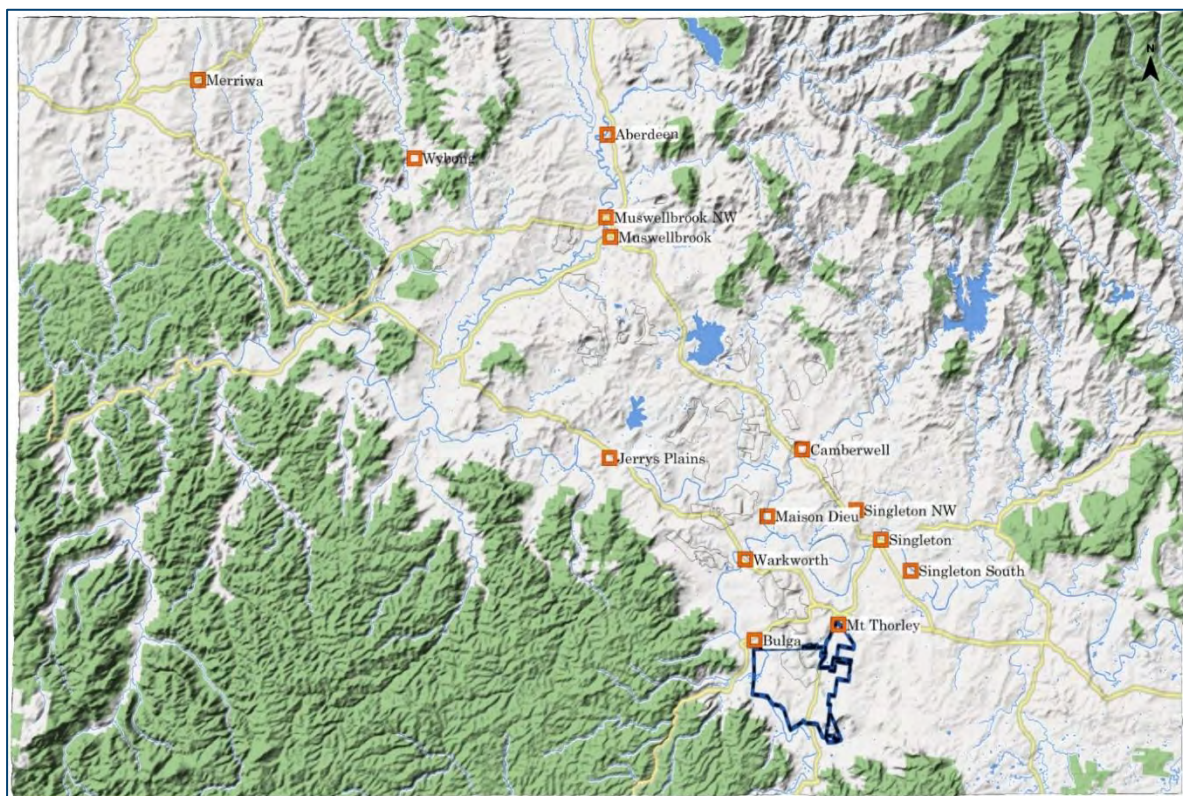 N
Merriwa
Aberdeen
Wybong
Muswellbrook NW
Muswellbrook
Camberwell
Jerrys Plains
Singleton NW
Maison Dieu
Singleton
Warkworth
Singleton South
Mt Thorley
Bulga